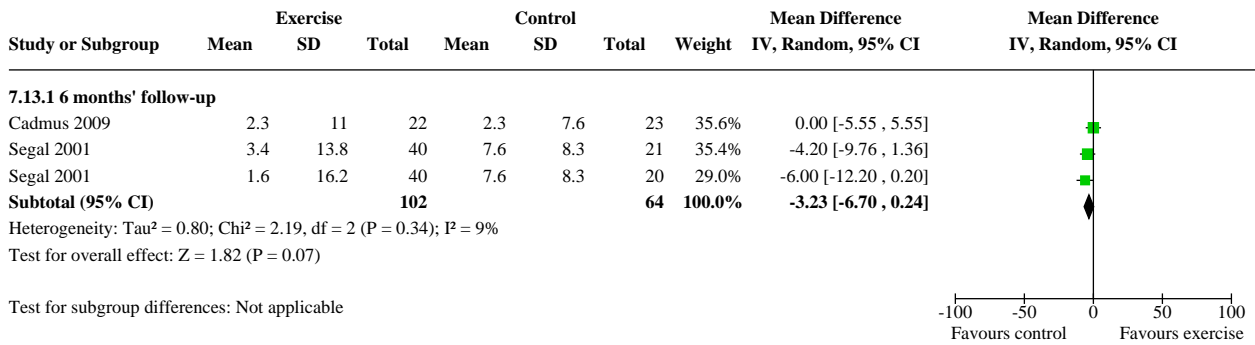 Exercise Control Mean Difference Mean Difference
Study or Subgroup Mean SD Total Mean SD Total Weight IV, Random, 95% CI IV, Random, 95% CI
7.13.1 6 months' follow-up
Cadmus 2009 2.3 11 22 2.3 7.6 23 35.6% 0.00 [-5.55 , 5.55]
Segal 2001 3.4 13.8 40 7.6 8.3 21 35.4% -4.20 [-9.76 , 1.36]
Segal 2001 1.6 16.2 40 7.6 8.3 20 29.0% -6.00 [-12.20 , 0.20]
Subtotal (95% CI) 102 64 100.0% -3.23 [-6.70 , 0.24]
Heterogeneity: Tau² = 0.80; Chi² = 2.19, df = 2 (P = 0.34); I² = 9%
Test for overall effect: Z = 1.82 (P = 0.07)
Test for subgroup differences: Not applicable
-100 -50 0 50 100
Favours control Favours exercise